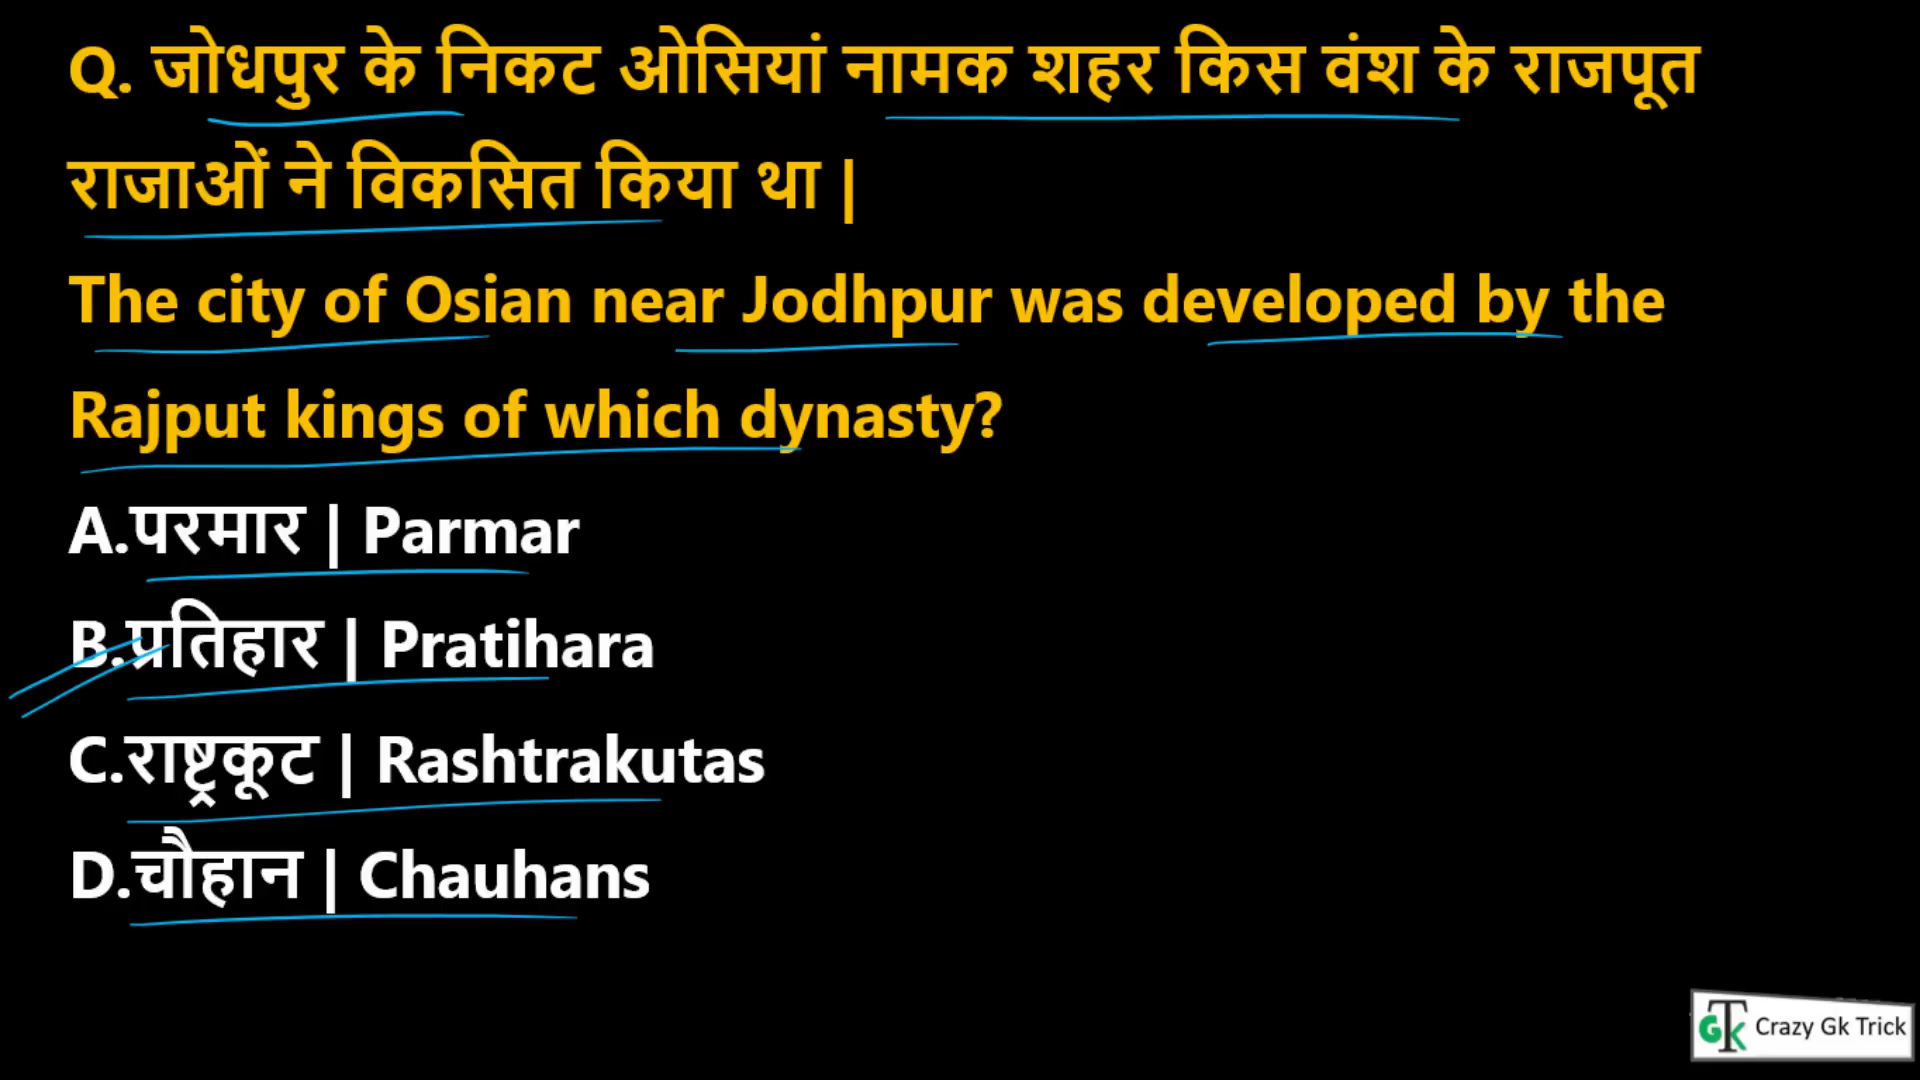 Q. जोधपुर के निकट ओसियां नामक शहर किस वंश के राजपूत
राजाओं ने विकसित किया था |
The city of Osian near Jodhpur was developed by the
Rajput kings of which dynasty?
A.परमार | Parmar
B.प्रतिहार | Pratihara
C.राष्ट्रकूट | Rashtrakutas
D.चौहान | Chauhans
GTK Crazy Gk Trick